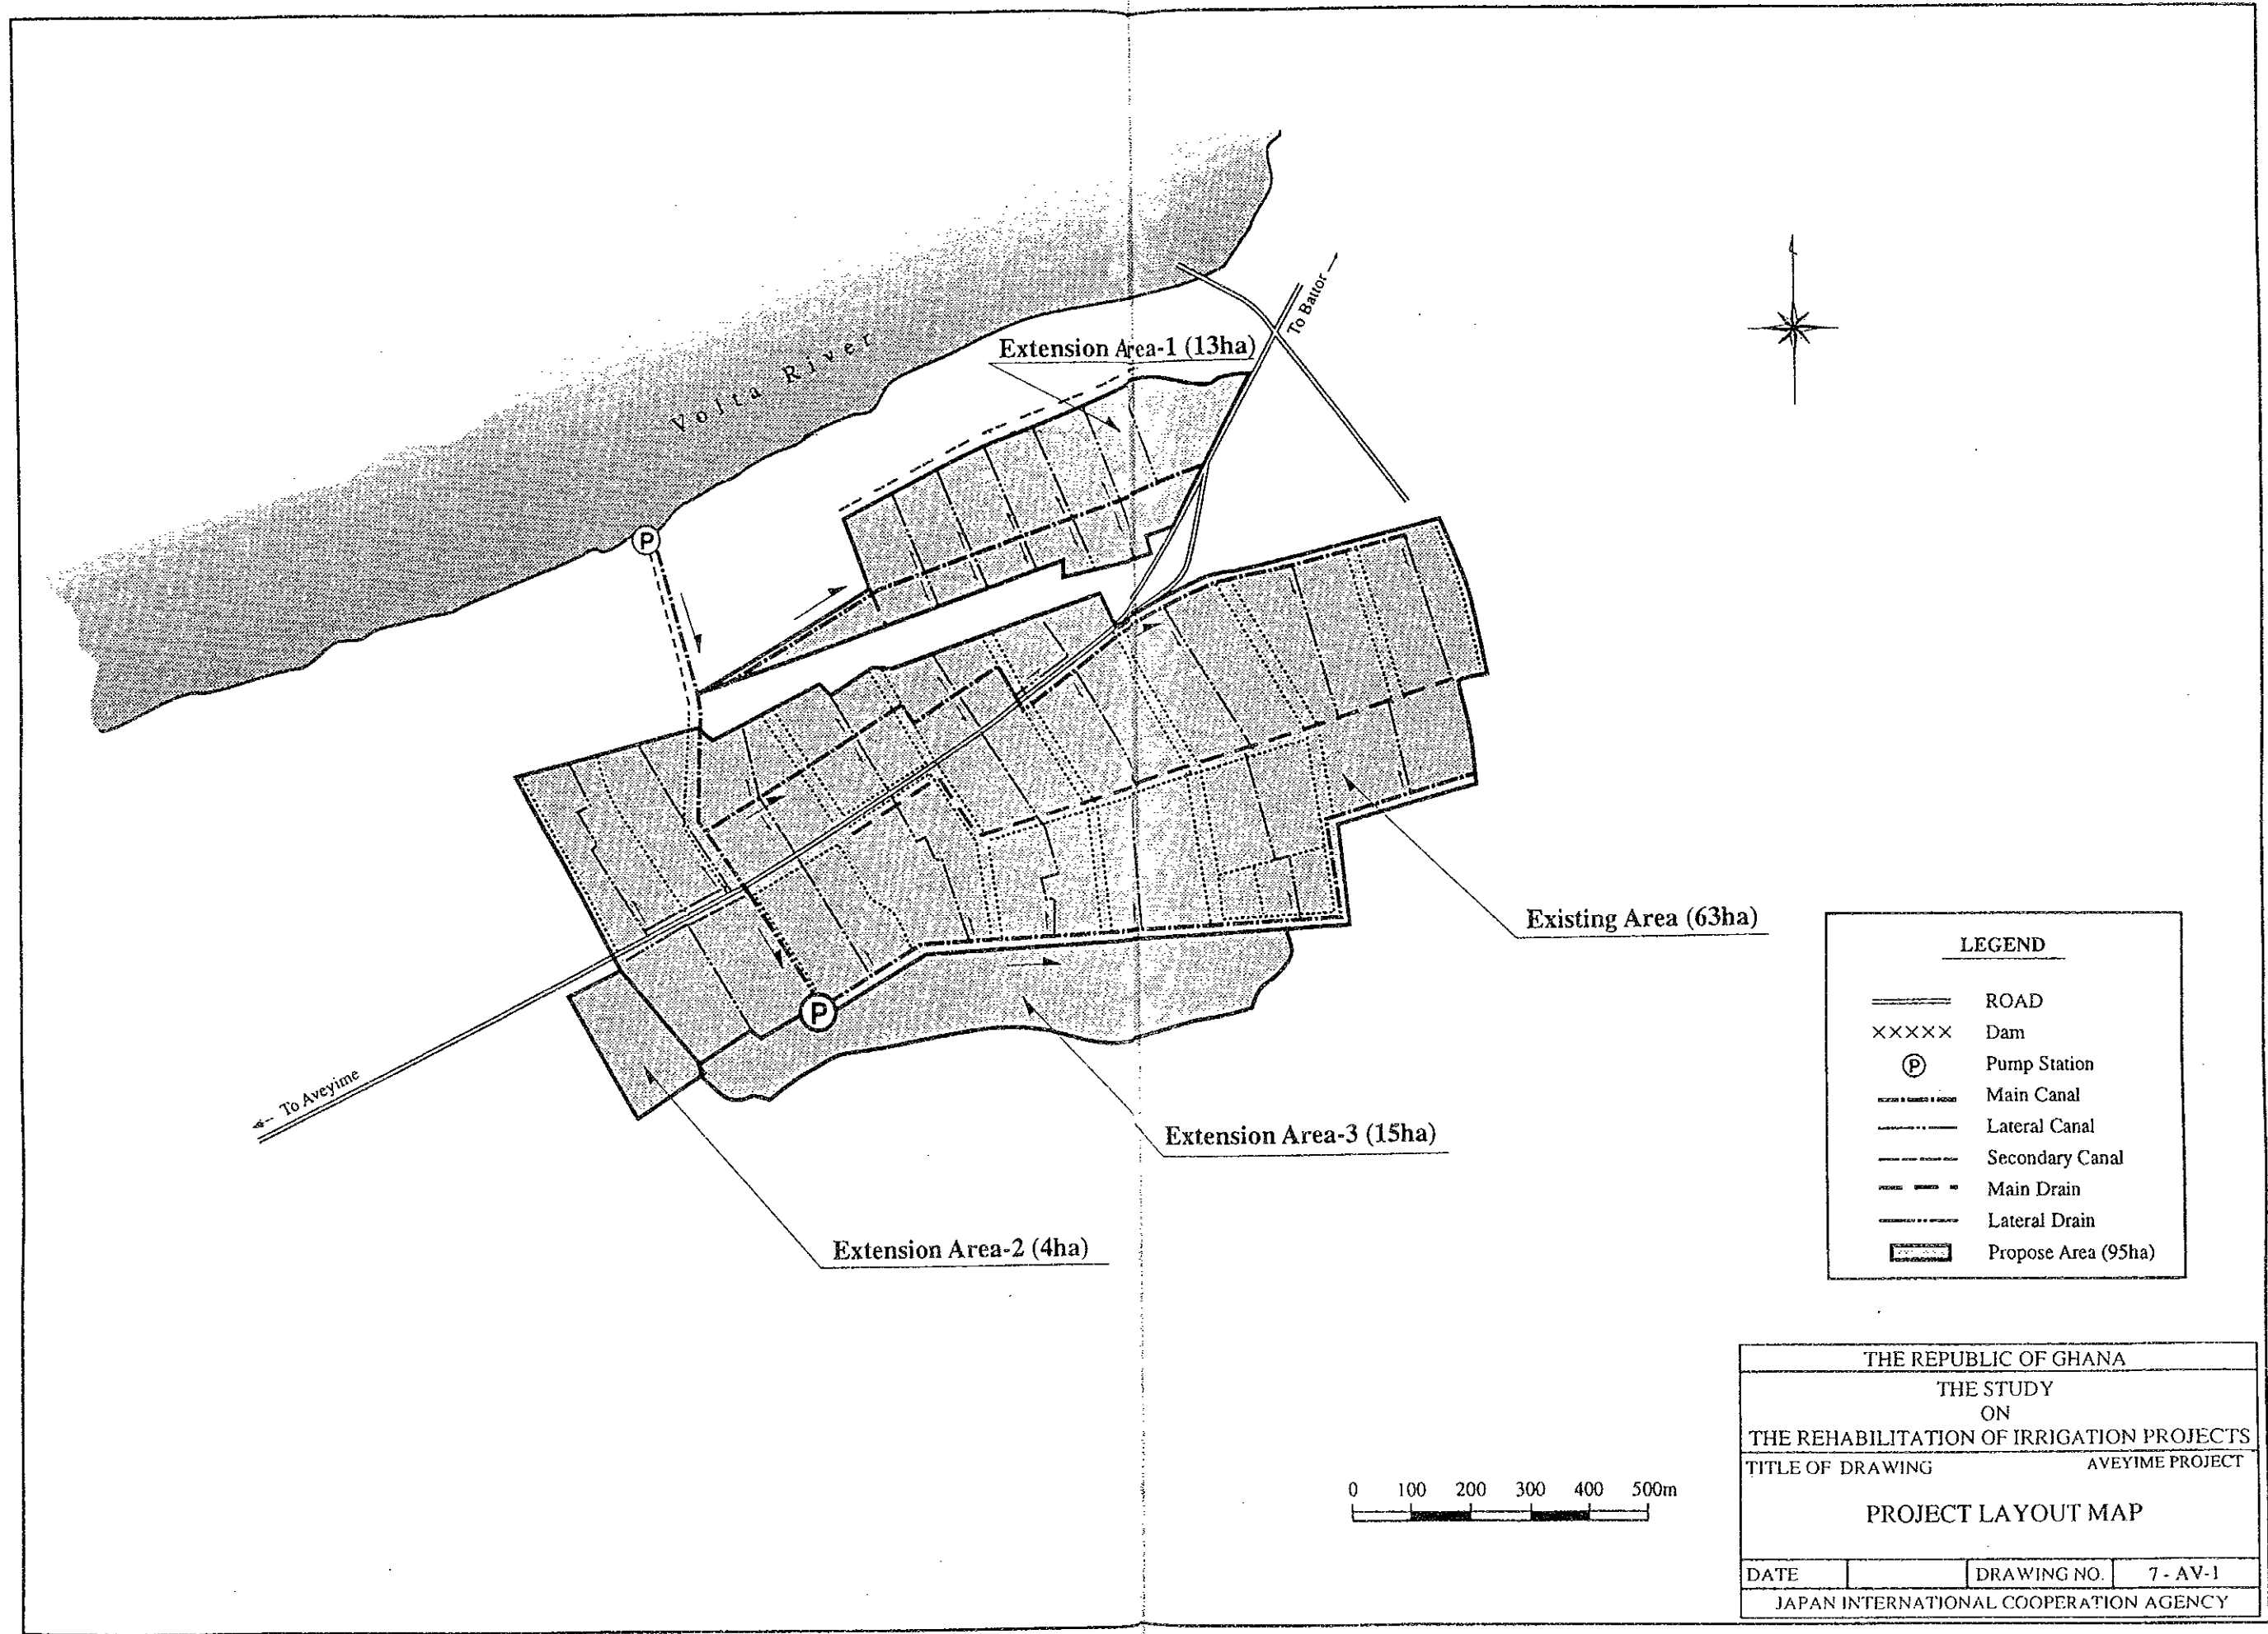 Volta River
To Battor
Extension Area-1 (13ha)
P
Existing Area (63ha)
P
To Aveyime
Extension Area-3 (15ha)
Extension Area-2 (4ha)
LEGEND
ROAD
XXXXX Dam
P Pump Station
Main Canal
Lateral Canal
Secondary Canal
Main Drain
Lateral Drain
Propose Area (95ha)
0 100 200 300 400 500m
THE REPUBLIC OF GHANA
THE STUDY
ON
THE REHABILITATION OF IRRIGATION PROJECTS
TITLE OF DRAWING AVEYIME PROJECT
PROJECT LAYOUT MAP
DATE DRAWING NO. 7 - AV-1
JAPAN INTERNATIONAL COOPERATION AGENCY